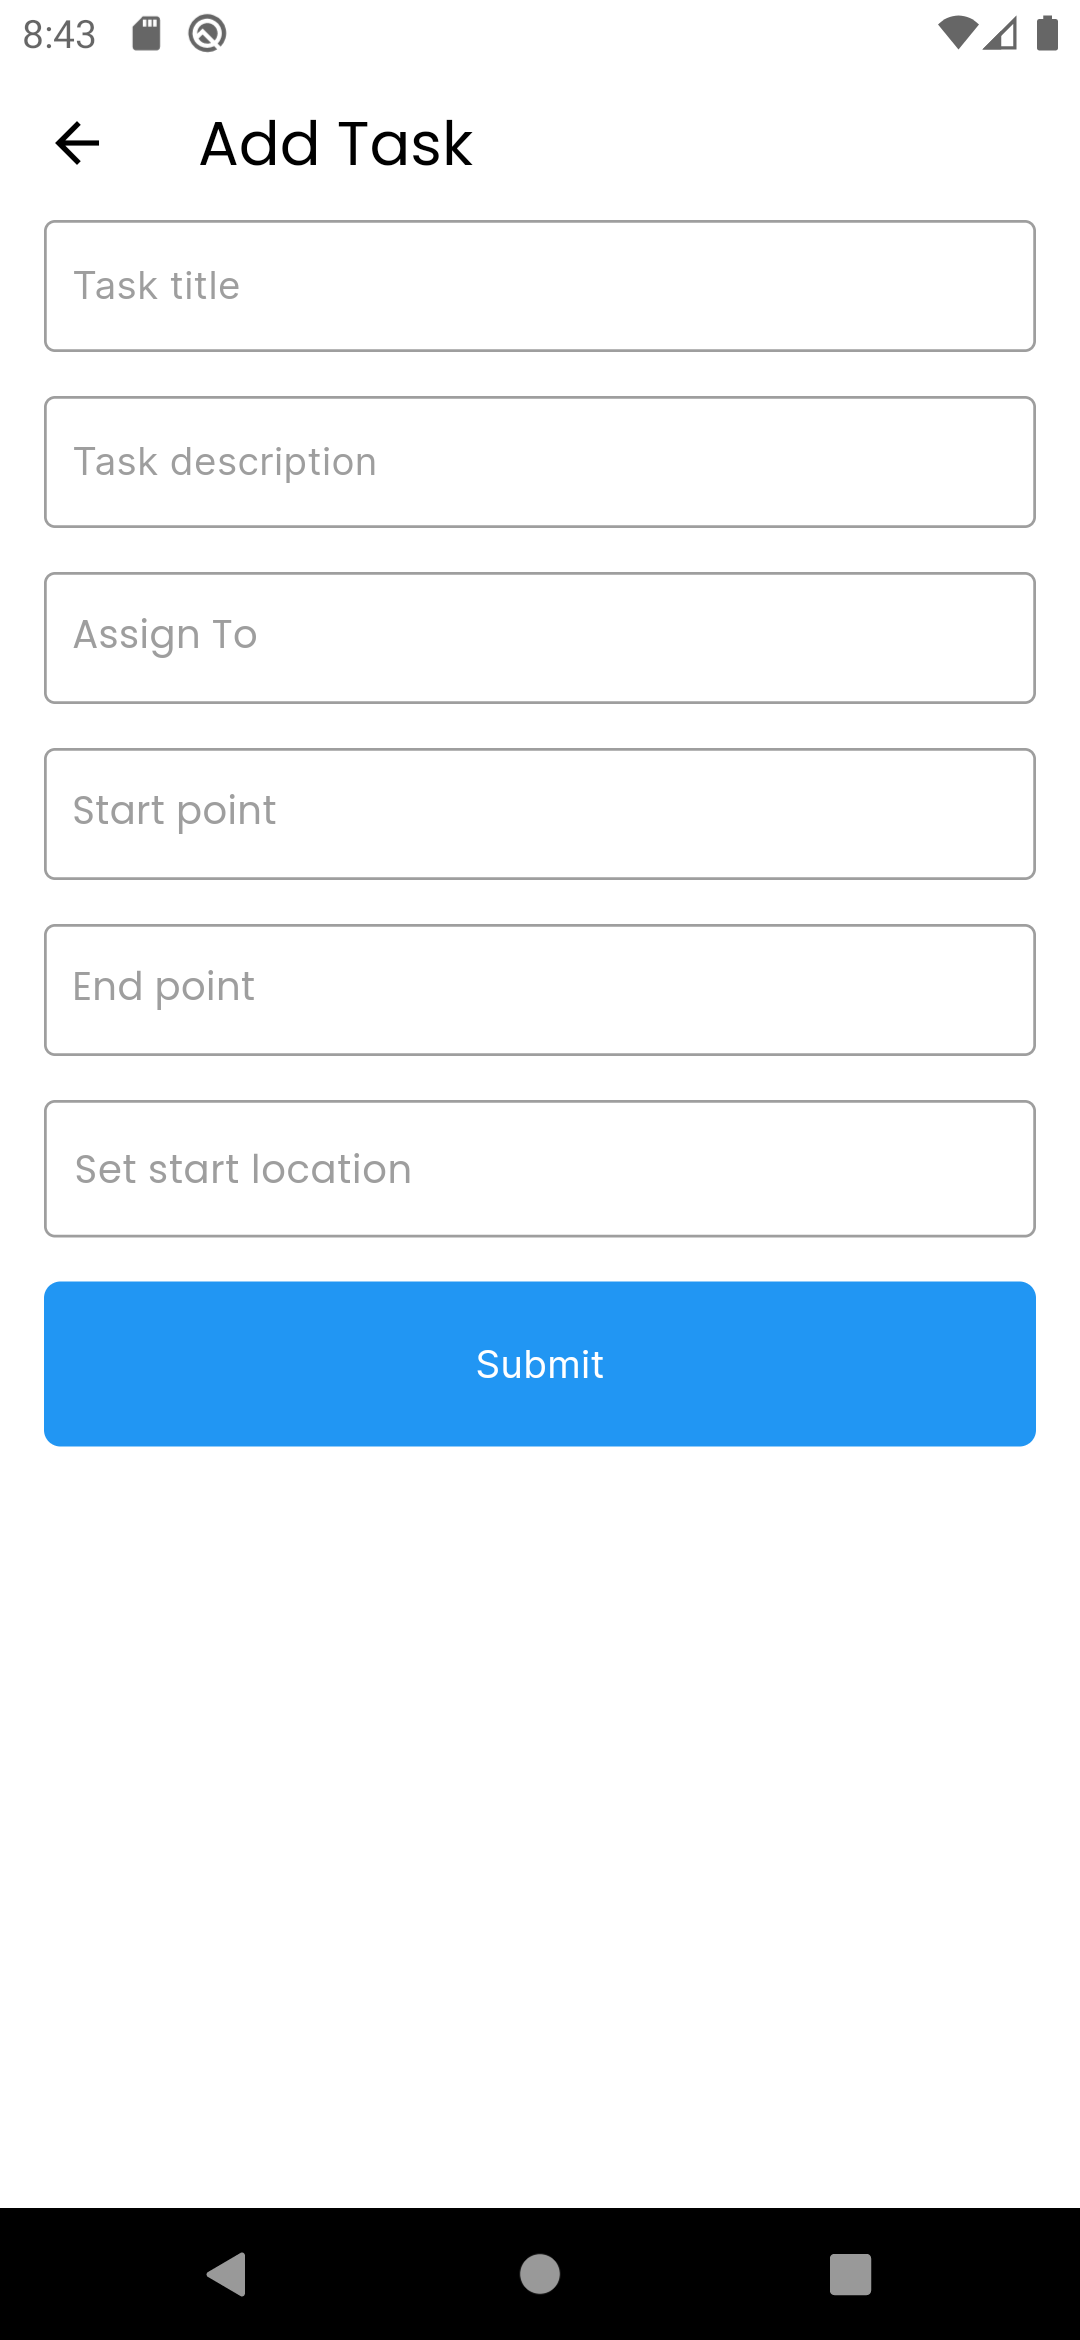 8:43
Add Task
Task title
Task description
Assign To
Start point
End point
Set start location
Submit